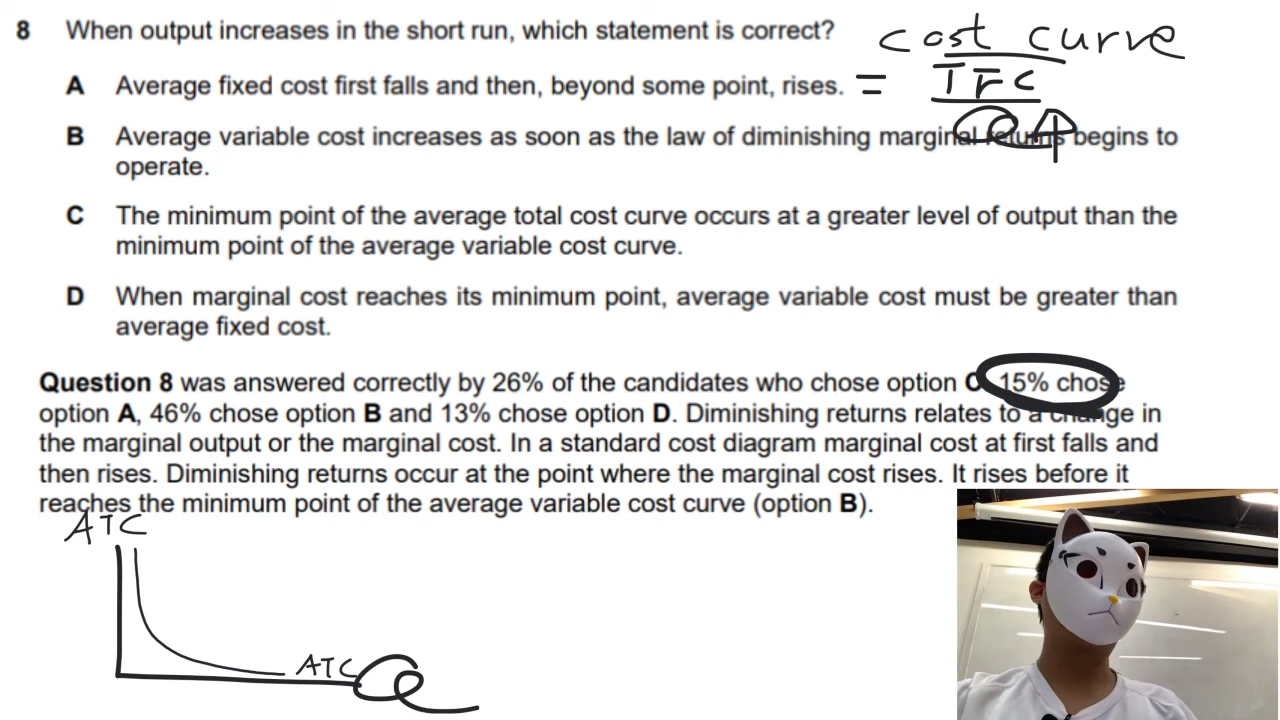 8 When output increases in the short run, which statement is correct?
cost curve
A Average fixed cost first falls and then, beyond some point, rises.
= TFC
Q↑
B Average variable cost increases as soon as the law of diminishing marginal returns begins to
operate.
C The minimum point of the average total cost curve occurs at a greater level of output than the
minimum point of the average variable cost curve.
D When marginal cost reaches its minimum point, average variable cost must be greater than
average fixed cost.
Question 8 was answered correctly by 26% of the candidates who chose option C 15% chose
option A, 46% chose option B and 13% chose option D. Diminishing returns relates to a change in
the marginal output or the marginal cost. In a standard cost diagram marginal cost at first falls and
then rises. Diminishing returns occur at the point where the marginal cost rises. It rises before it
reaches the minimum point of the average variable cost curve (option B).
ATC
ATC Q